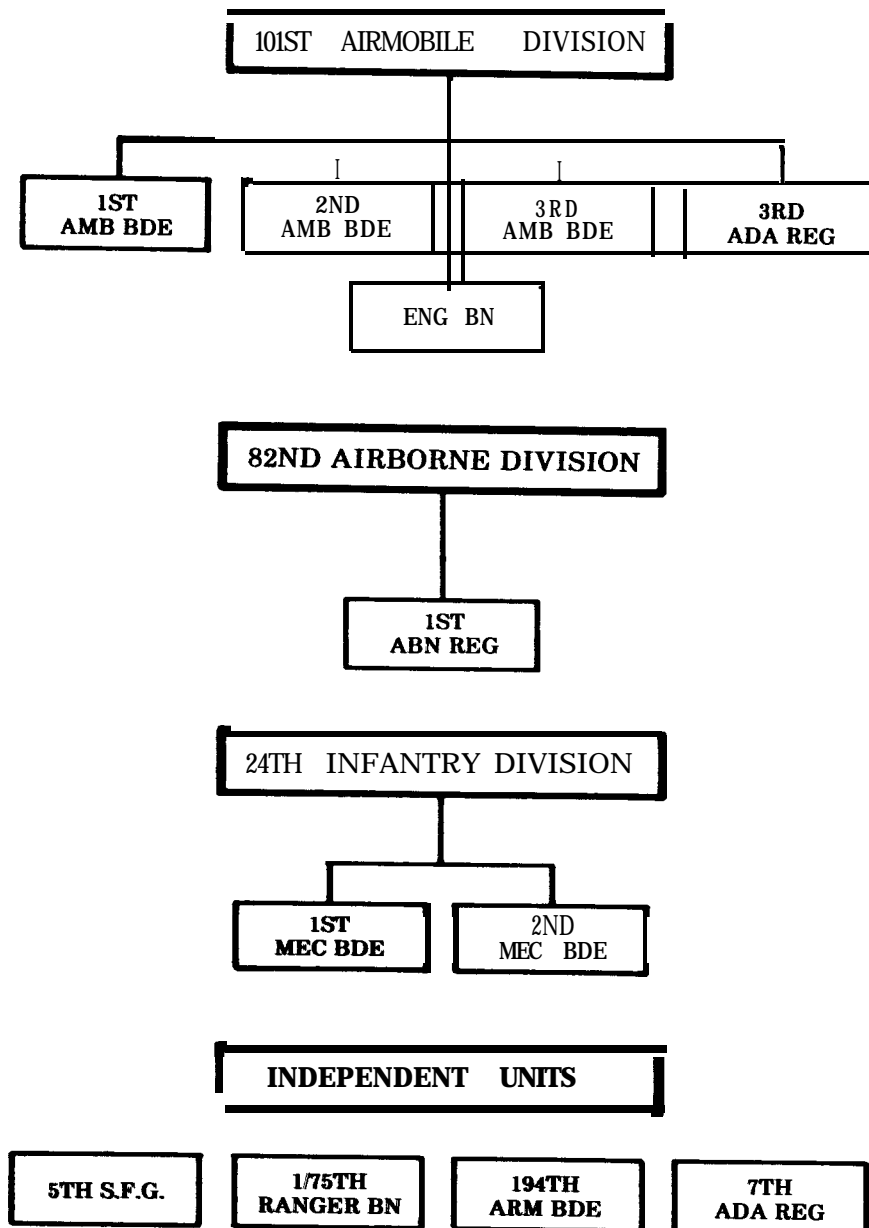 101ST AIRMOBILE DIVISION
1ST
AMB BDE
2ND
AMB BDE
3RD
AMB BDE
3RD
ADA REG
ENG BN
82ND AIRBORNE DIVISION
1ST
ABN REG
24TH INFANTRY DIVISION
1ST
MEC BDE
2ND
MEC BDE
INDEPENDENT UNITS
5TH S.F.G.
1/75TH
RANGER BN
194TH
ARM BDE
7TH
ADA REG